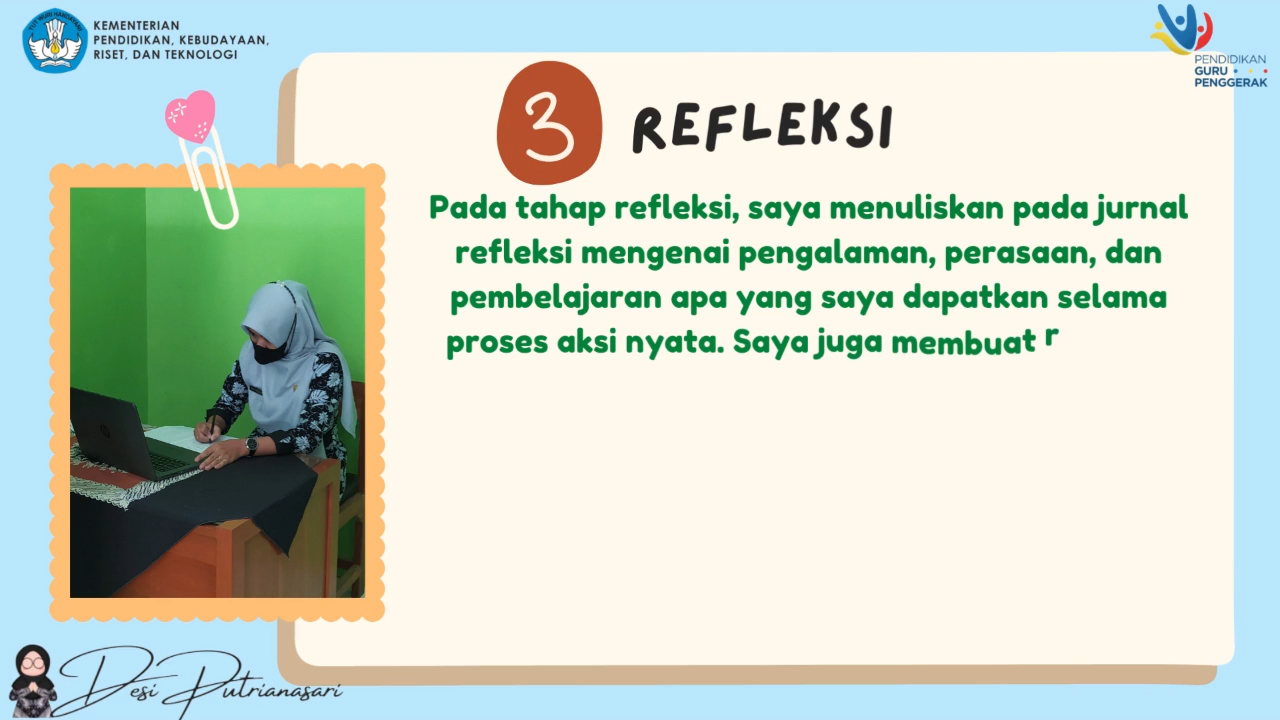 KEMENTERIAN
PENDIDIKAN, KEBUDAYAAN,
RISET, DAN TEKNOLOGI
PENDIDIKAN
GURU
PENGGERAK
3 REFLEKSI
Pada tahap refleksi, saya menuliskan pada jurnal
refleksi mengenai pengalaman, perasaan, dan
pembelajaran apa yang saya dapatkan selama
proses aksi nyata. Saya juga membuat r
Desi Putrianasari